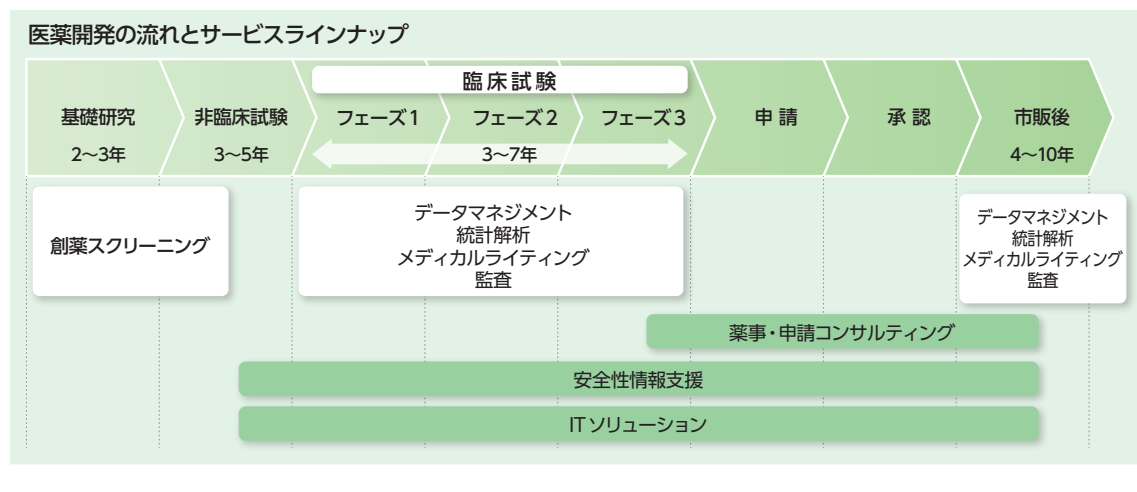 医薬開発の流れとサービスラインナップ
臨床試験
基礎研究
2〜3年
非臨床試験
3〜5年
フェーズ1
フェーズ2
フェーズ3
3〜7年
申請
承認
市販後
4〜10年
創薬スクリーニング
データマネジメント
統計解析
メディカルライティング
監査
データマネジメント
統計解析
メディカルライティング
監査
薬事・申請コンサルティング
安全性情報支援
ITソリューション